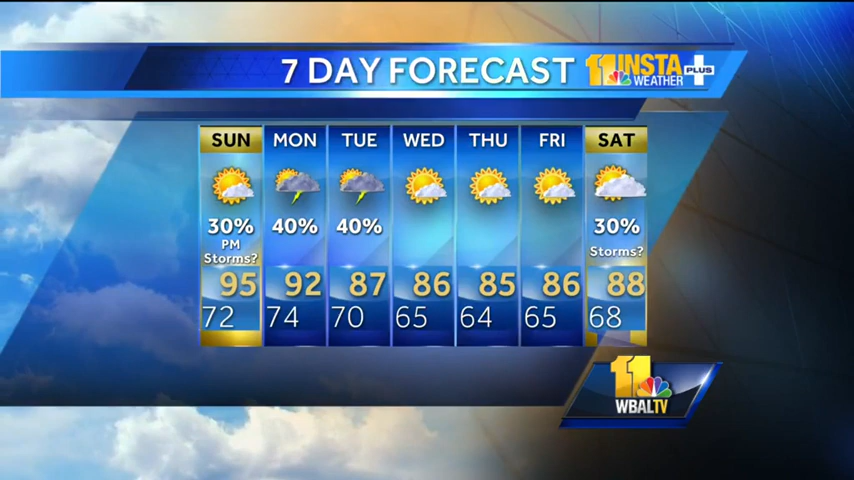 7 DAY FORECAST 11 INSTA WEATHER PLUS
SUN MON TUE WED THU FRI SAT
30% 40% 40% 30%
PM Storms? Storms?
95 92 87 86 85 86 88
72 74 70 65 64 65 68
11
WBALTV